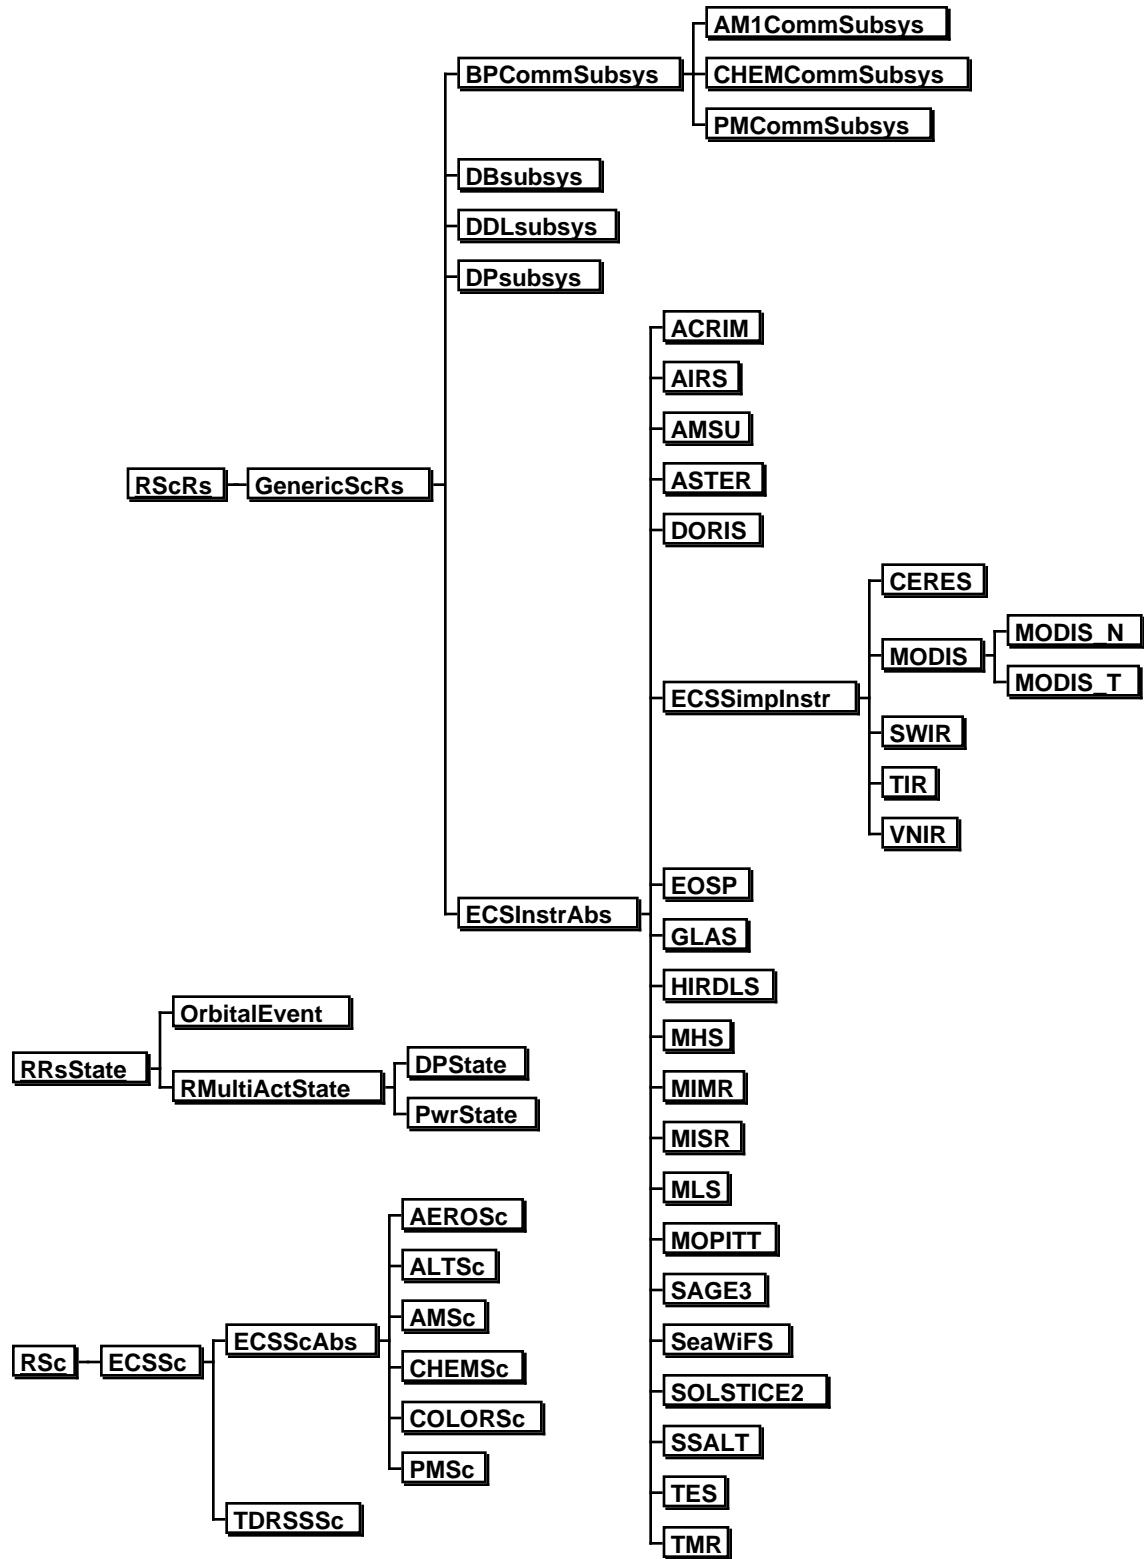 AM1CommSubsys
BPCommSubsys
CHEMCommSubsys
PMCommSubsys
DBsubsys
DDLsubsys
DPsubsys
ACRIM
AIRS
AMSU
RScRs
GenericScRs
ASTER
DORIS
CERES
MODIS_N
MODIS
MODIS_T
ECSSimpInstr
SWIR
TIR
VNIR
EOSP
ECSInstrAbs
GLAS
HIRDLS
OrbitalEvent
MHS
RRsState
DPState
RMultiActState
MIMR
PwrState
MISR
MLS
AEROSc
MOPITT
ALTSc
SAGE3
AMSc
ECSScAbs
SeaWiFS
RSc
ECSSc
CHEMSc
SOLSTICE2
COLORSc
SSALT
PMSc
TES
TDRSSSc
TMR